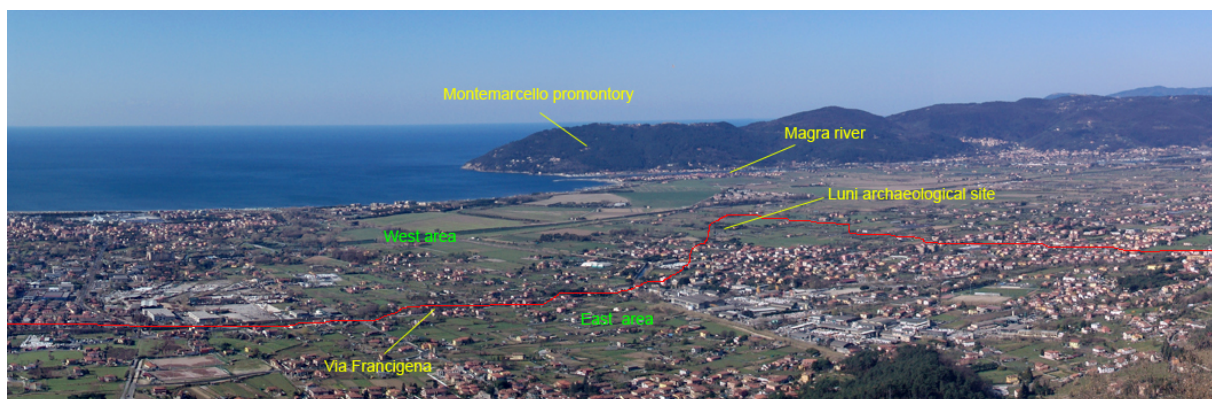 Montemarcello promontory
Magra river
Luni archaeological site
West area
East area
Via Francigena